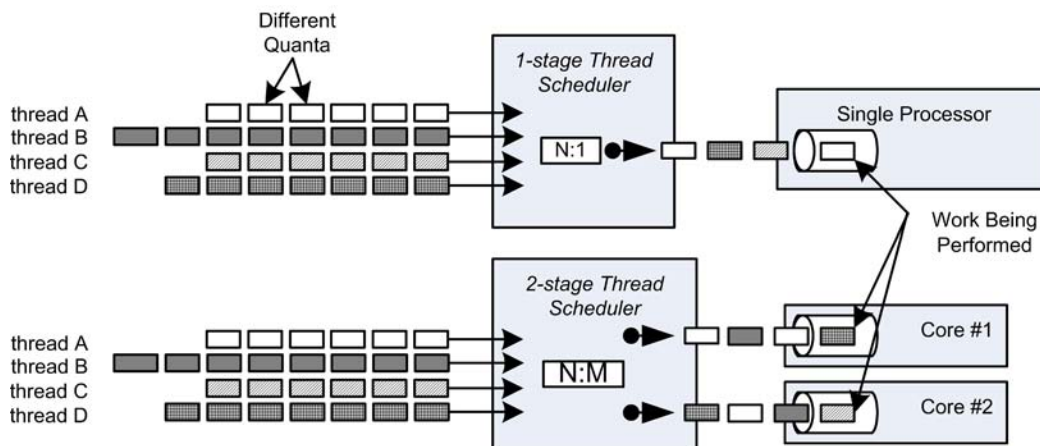 Different
Quanta
thread A
thread B
thread C
thread D
1-stage Thread
Scheduler
N:1
Single Processor
Work Being
Performed
thread A
thread B
thread C
thread D
2-stage Thread
Scheduler
N:M
Core #1
Core #2